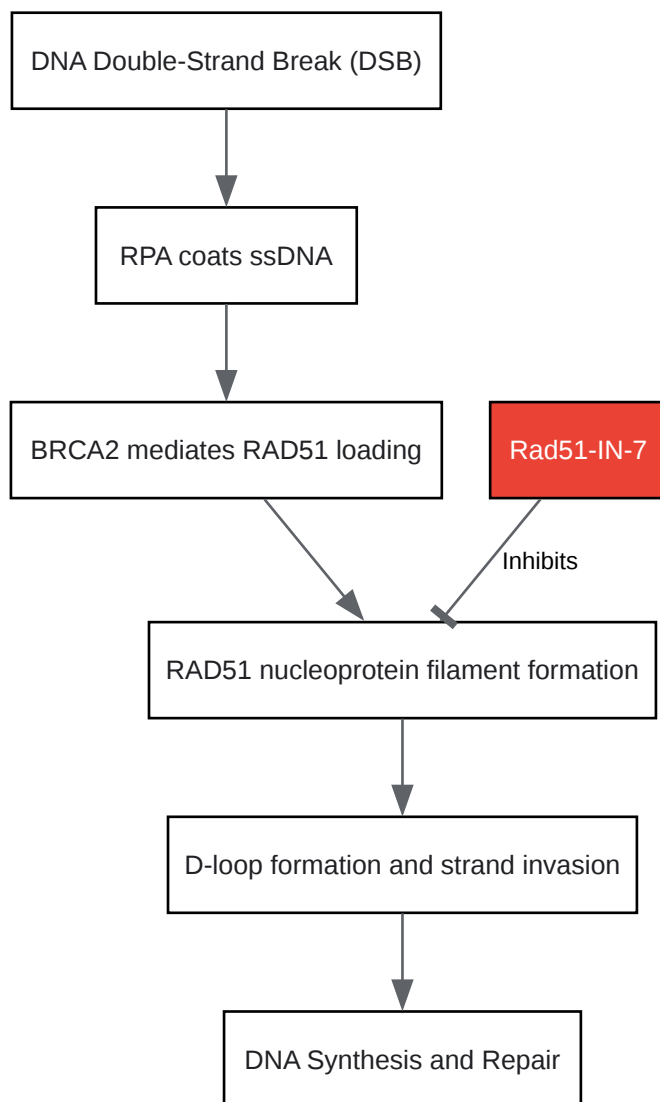 DNA Double-Strand Break (DSB)
RPA coats ssDNA
BRCA2 mediates RAD51 loading
Rad51-IN-7
Inhibits
RAD51 nucleoprotein filament formation
D-loop formation and strand invasion
DNA Synthesis and Repair